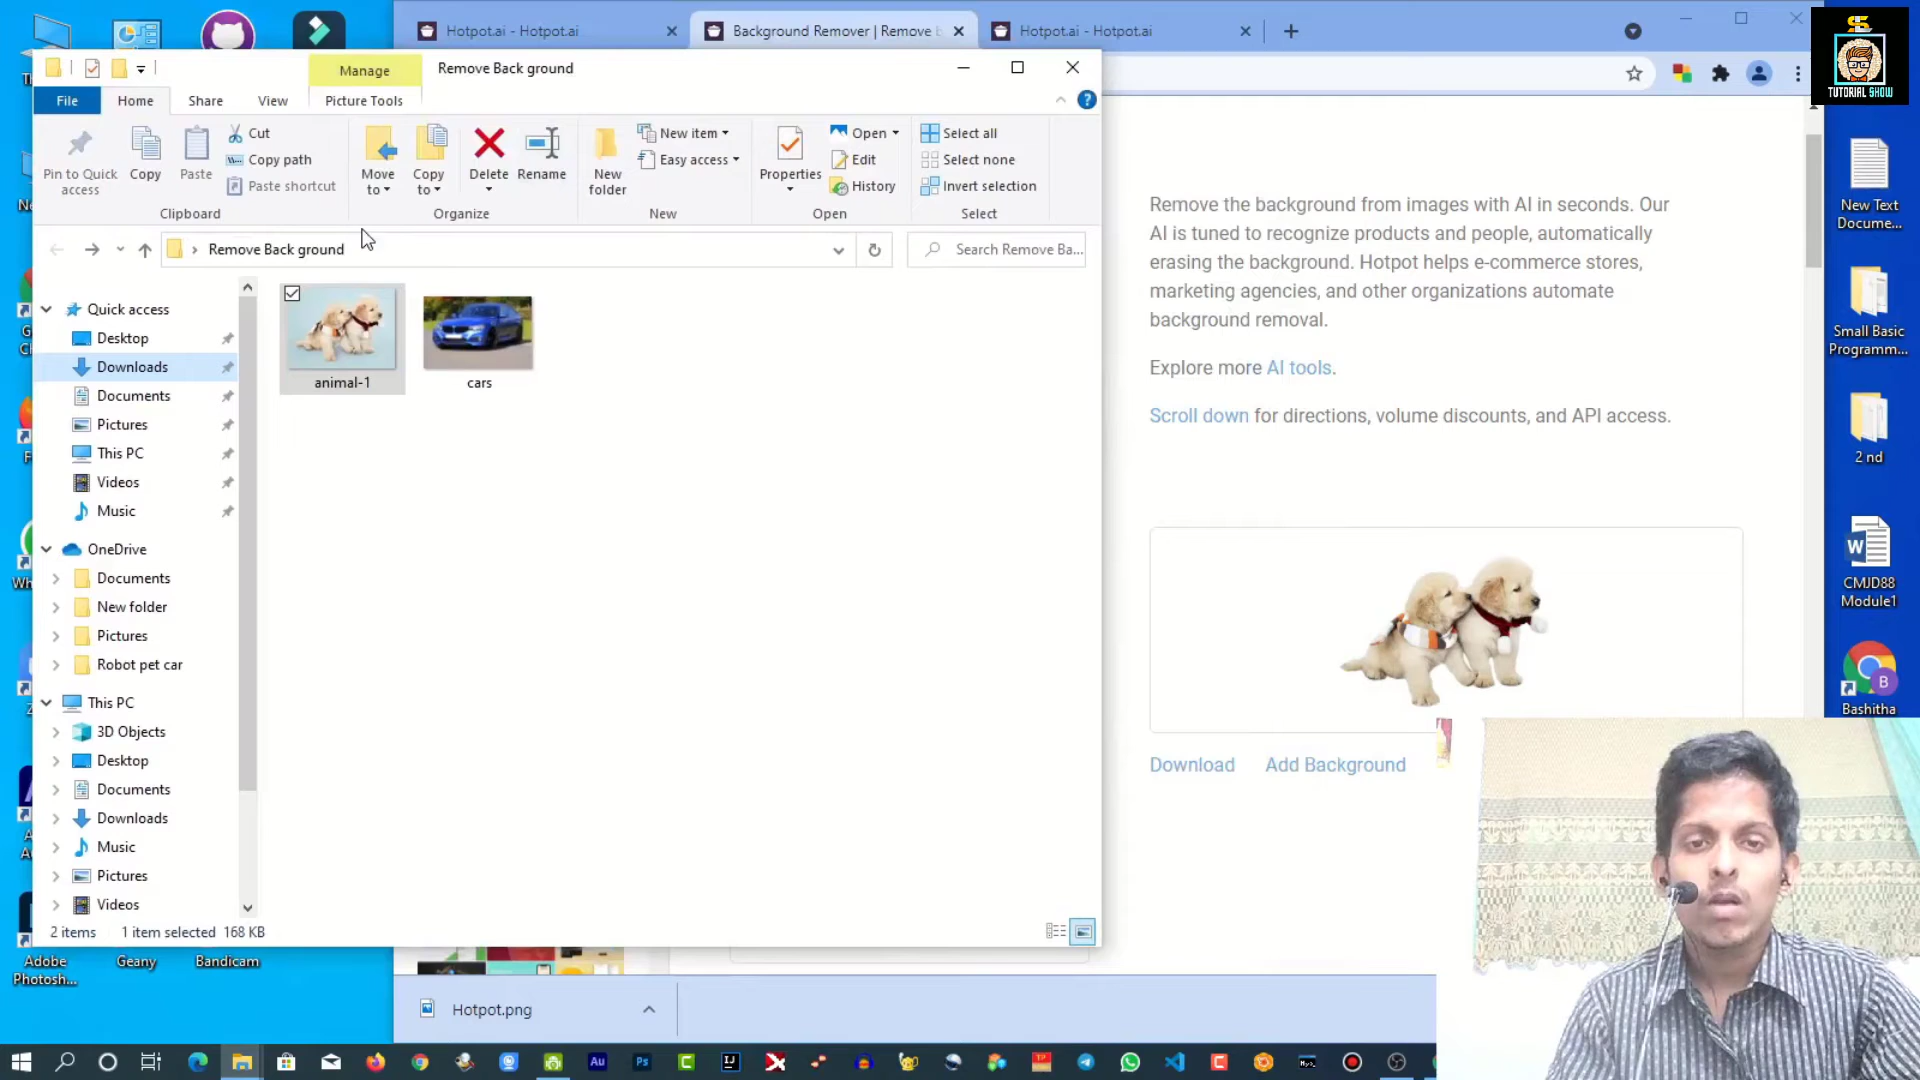 Hotpot.ai - Hotpot.ai
Background Remover | Remove b
Hotpot.ai - Hotpot.ai
TUTORIAL SHOW
Manage
Remove Back ground
File
Home
Share
View
Picture Tools
Pin to Quick access
Copy
Paste
Cut
Copy path
Paste shortcut
Clipboard
Move to
Copy to
Delete
Rename
Organize
New folder
New item
Easy access
New
Properties
Open
Edit
History
Open
Select all
Select none
Invert selection
Select
Remove Back ground
Search Remove Ba...
Quick access
Desktop
Downloads
Documents
Pictures
This PC
Videos
Music
OneDrive
Documents
New folder
Pictures
Robot pet car
This PC
3D Objects
Desktop
Documents
Downloads
Music
Pictures
Videos
animal-1
cars
2 items
1 item selected 168 KB
Remove the background from images with AI in seconds. Our
AI is tuned to recognize products and people, automatically
erasing the background. Hotpot helps e-commerce stores,
marketing agencies, and other organizations automate
background removal.
Explore more AI tools.
Scroll down for directions, volume discounts, and API access.
Download
Add Background
New Text
Docume...
Small Basic
Programm...
2 nd
CMJD88
Module1
Bashitha
Adobe
Photosh...
Geany
Bandicam
Hotpot.png
Au
Ps